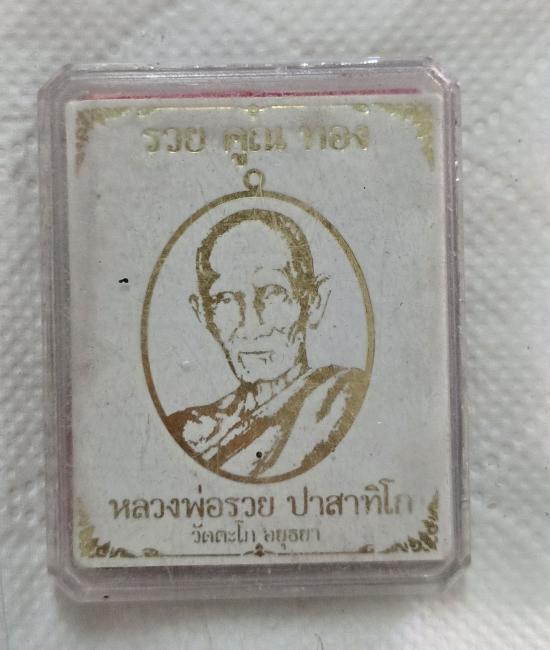 รวย คูณ ทอง
หลวงพ่อรวย ปาสาทิโก
วัดตะโก อยุธยา